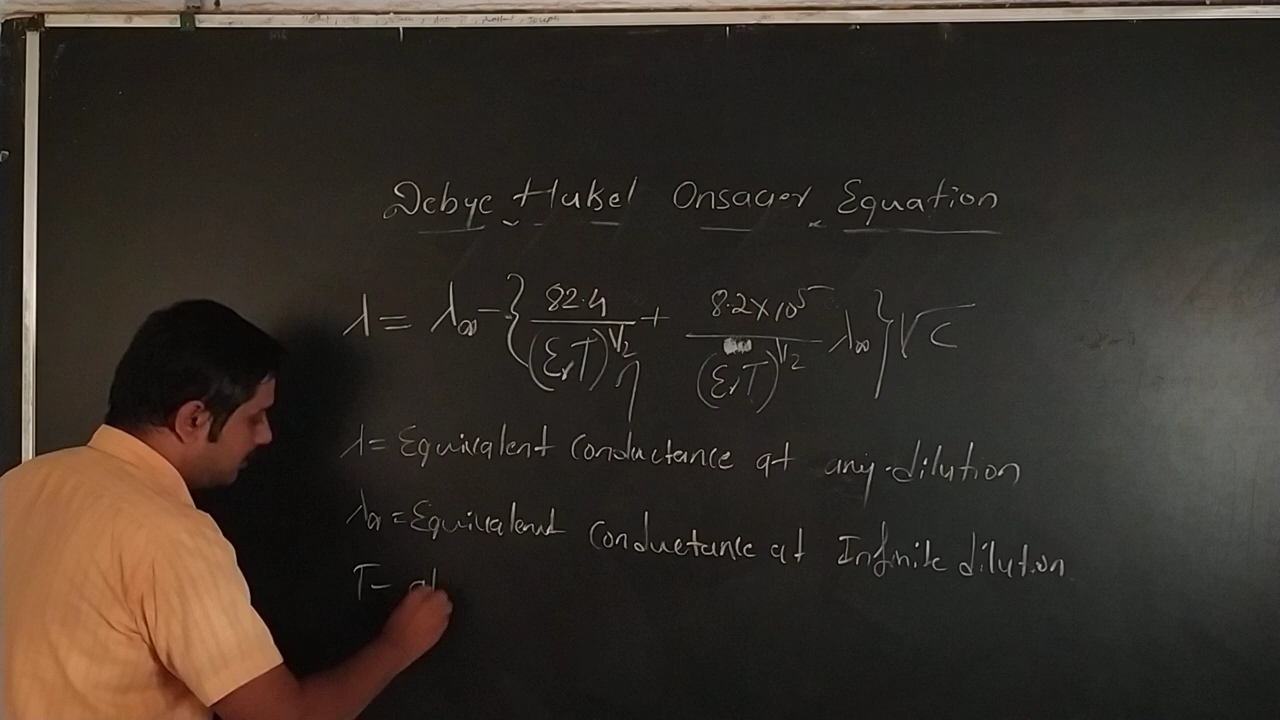 Debye Hukel Onsager Equation
λ = λ∞ - { 82.4 / (εrT)^1/2 η + 8.2 × 10^5 / (εrT)^1/2 λ∞ } √C
λ = Equivalent Conductance at any dilution
λ∞ = Equivalent Conductance at Infinite dilution
T =